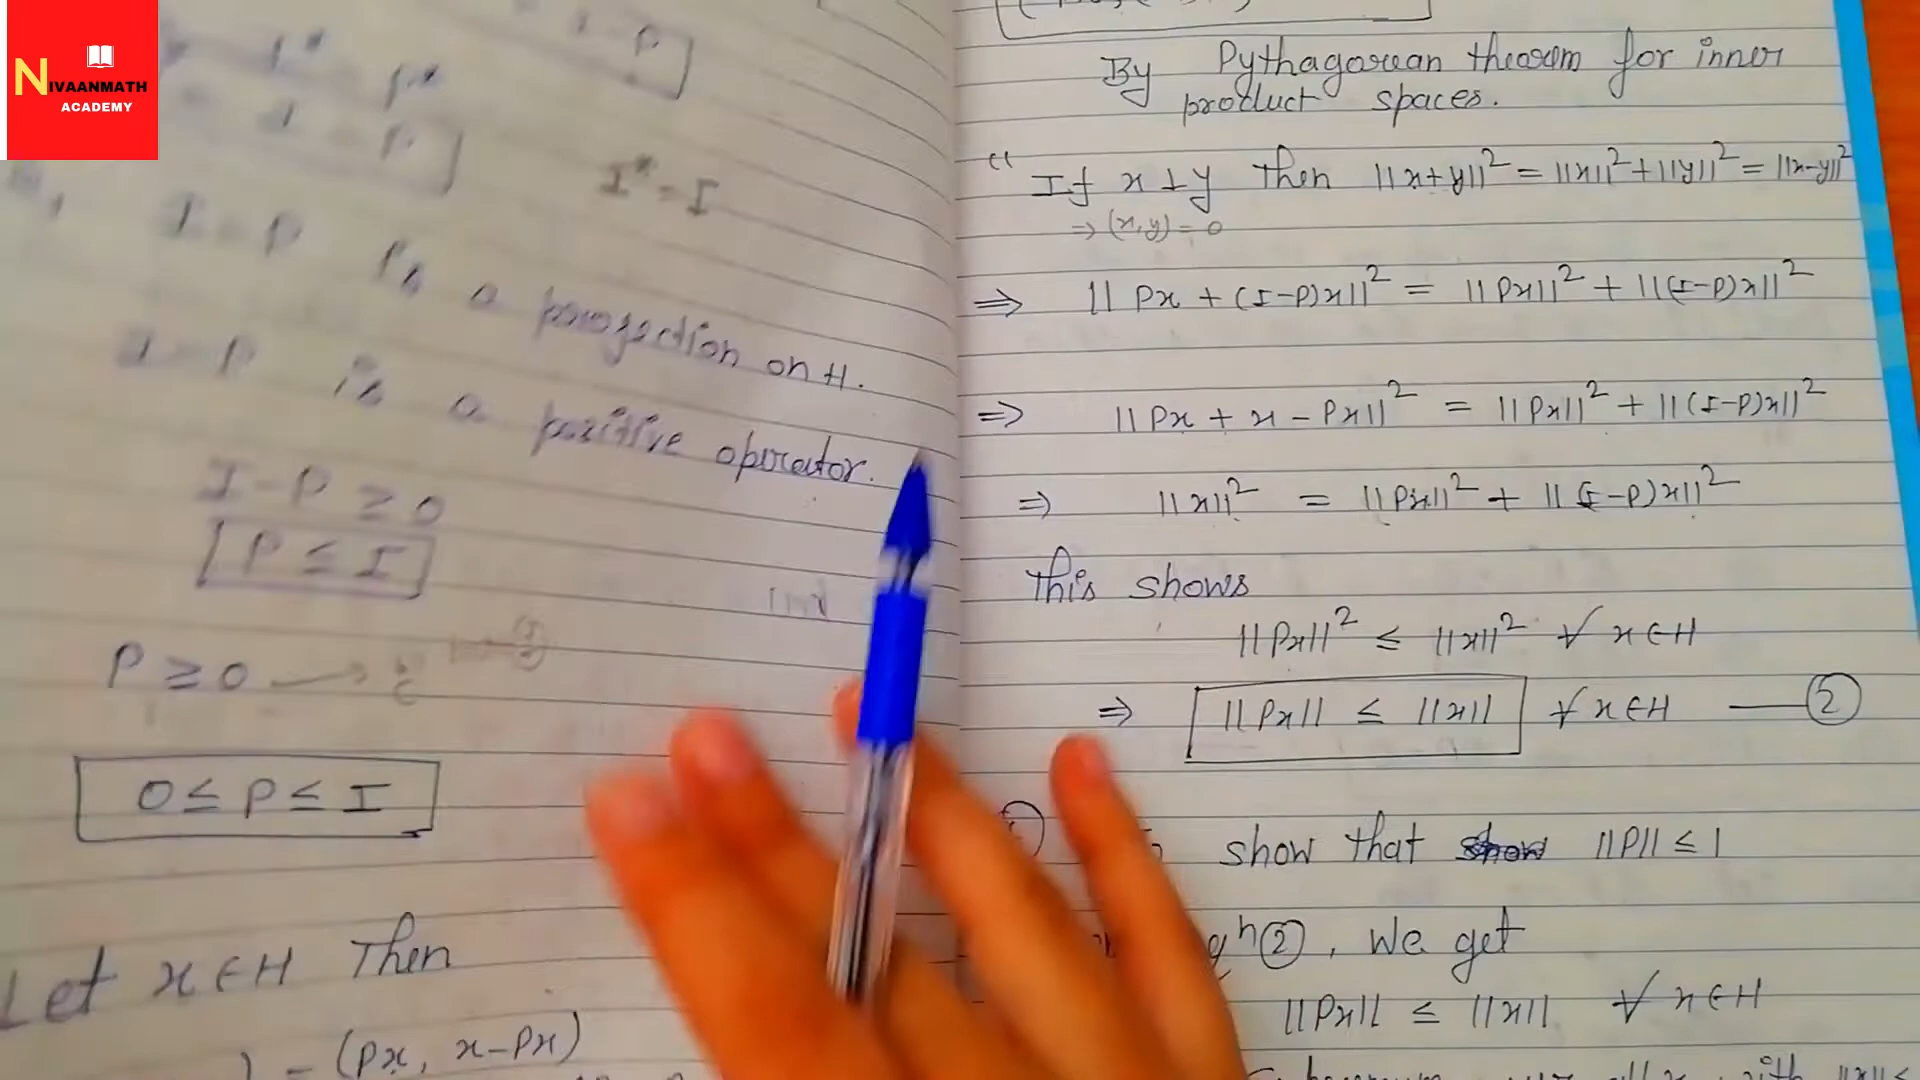 NIVAANMATH
ACADEMY
I* = I
I - P is a projection on H.
I - P is a positive operator.
I - P ≥ 0
P ≤ I
P ≥ 0
0 ≤ P ≤ I
Let x ∈ H Then
= (Px, x-Px)
By Pythagorean theorem for inner
product spaces.
" If x ⊥ y Then ||x+y||² = ||x||² + ||y||² = ||x-y||²
⇒ (x,y) = 0
⇒ || Px + (I-P)x||² = ||Px||² + ||(I-P)x||²
⇒ ||Px + x - Px||² = ||Px||² + ||(I-P)x||²
⇒ ||x||² = ||Px||² + ||(I-P)x||²
This shows
||Px||² ≤ ||x||² ∀ x ∈ H
⇒ ||Px|| ≤ ||x|| ∀ x ∈ H — ②
show that ||P|| ≤ 1
②, We get
||Px|| ≤ ||x|| ∀ x ∈ H